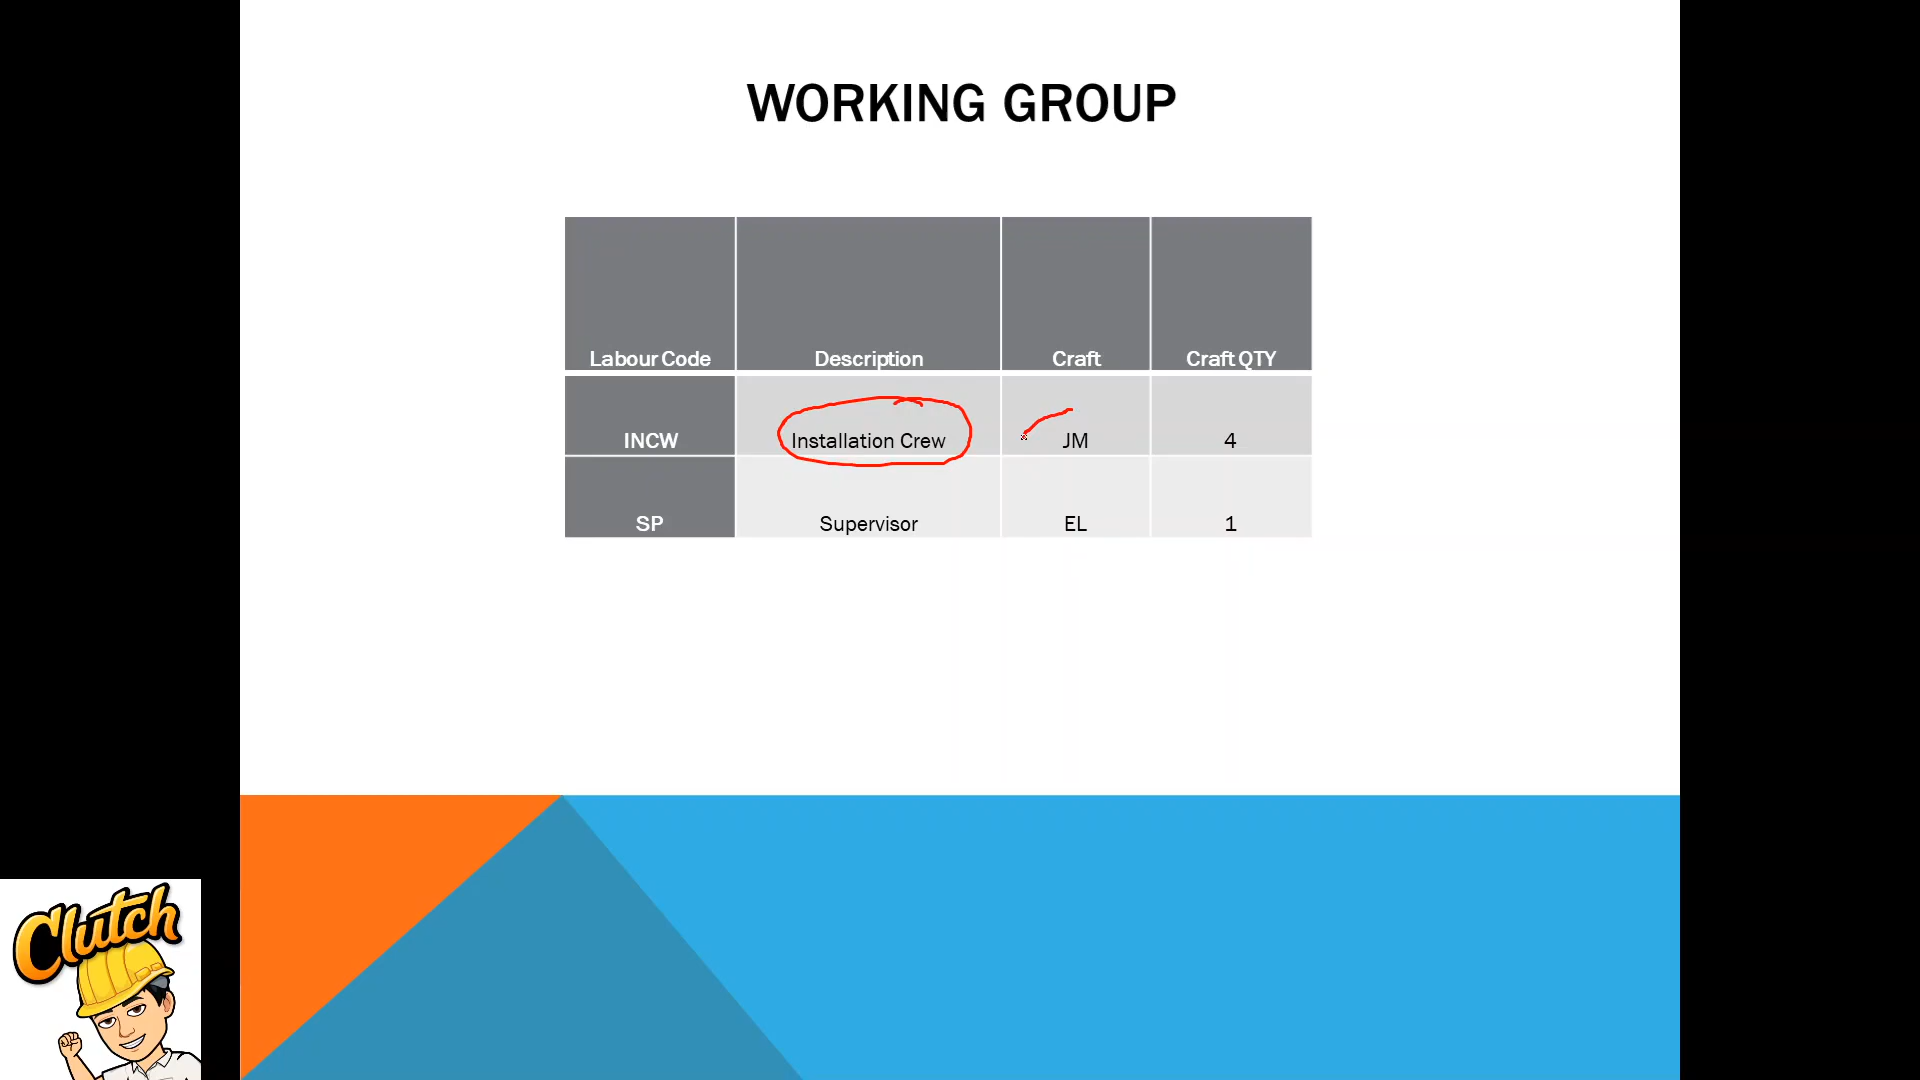 WORKING GROUP
Labour Code Description Craft Craft QTY
INCW Installation Crew JM 4
SP Supervisor EL 1
Clutch